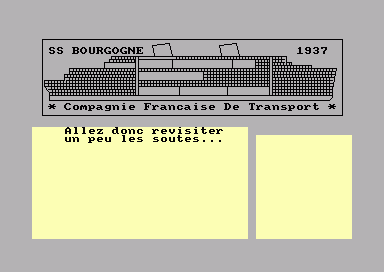 SS BOURGOGNE 1937
* Compagnie Francaise De Transport *
Allez donc revisiter
un peu les soutes...